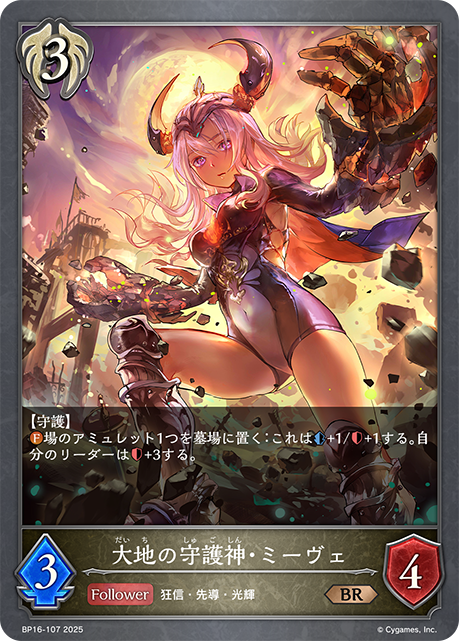 3
【守護】
F場のアミュレット1つを墓場に置く：これは+1/+1する。自
分のリーダーは+3する。
だいち しゅごしん
大地の守護神・ミーヴェ
3
Follower
狂信・先導・光輝
BR
4
BP16-107 2025
© Cygames, Inc.